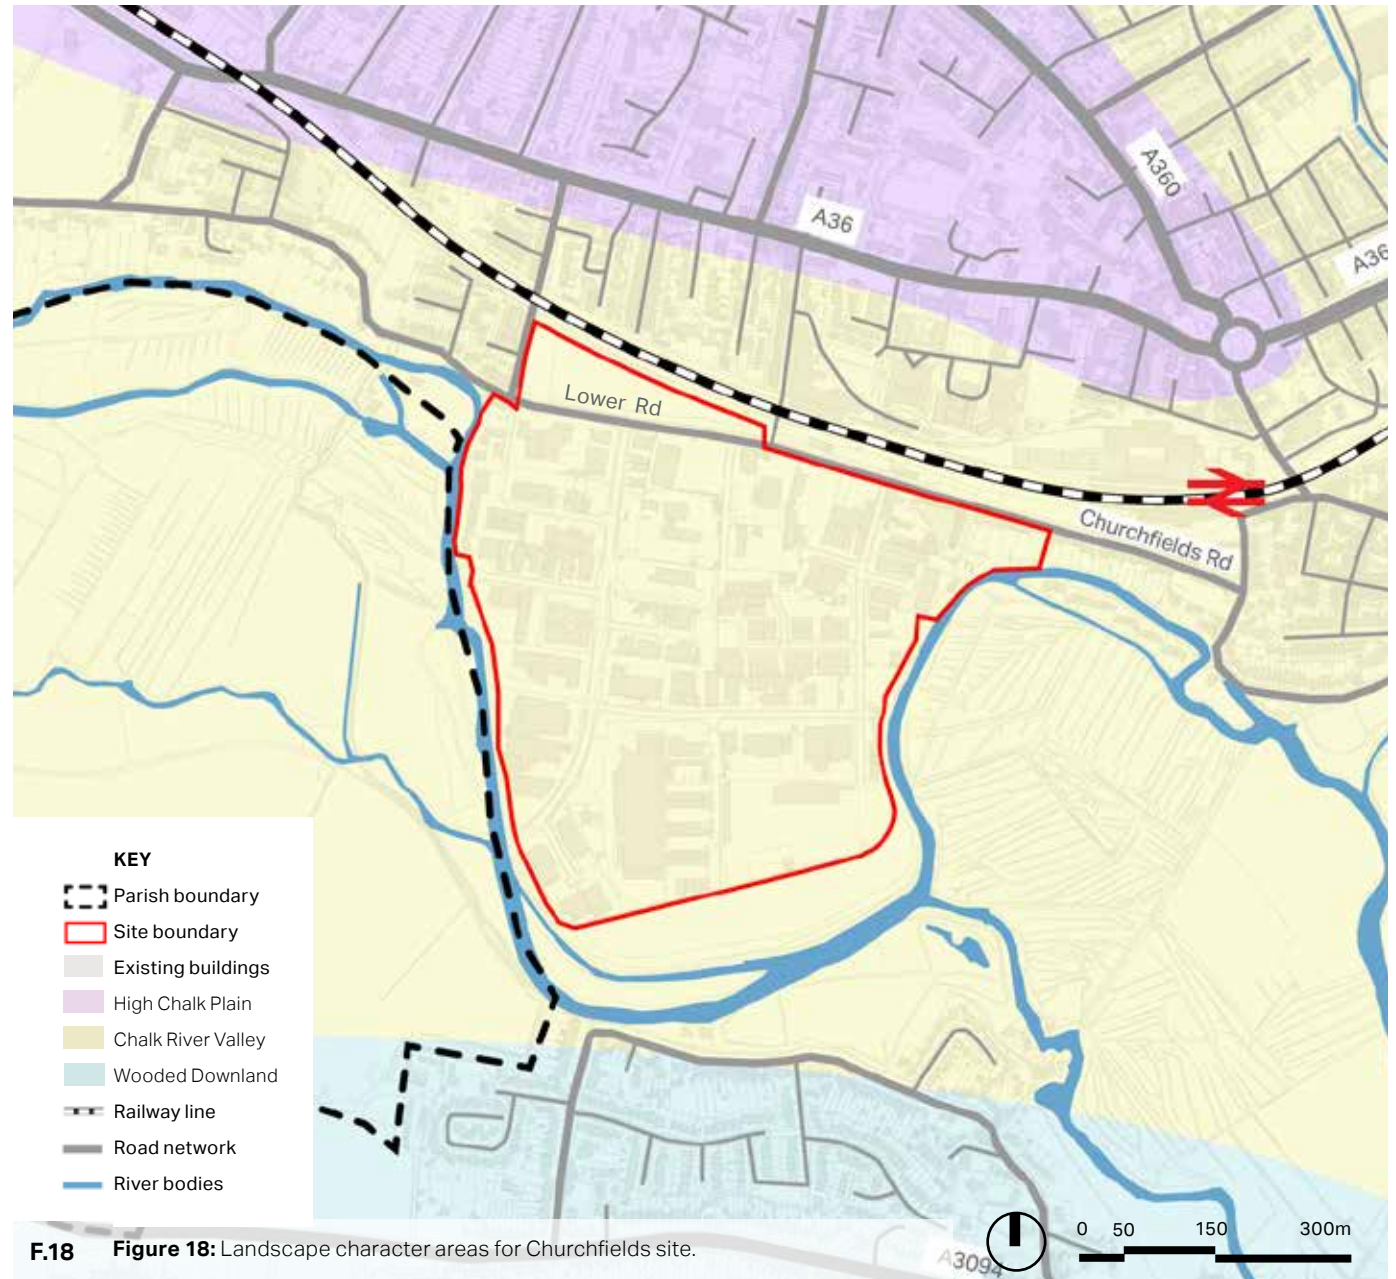 A360
A36
A36
Lower Rd
Churchfields Rd
KEY
Parish boundary
Site boundary
Existing buildings
High Chalk Plain
Chalk River Valley
Wooded Downland
Railway line
Road network
River bodies
F.18 Figure 18: Landscape character areas for Churchfields site.
A3094
0 50 150 300m